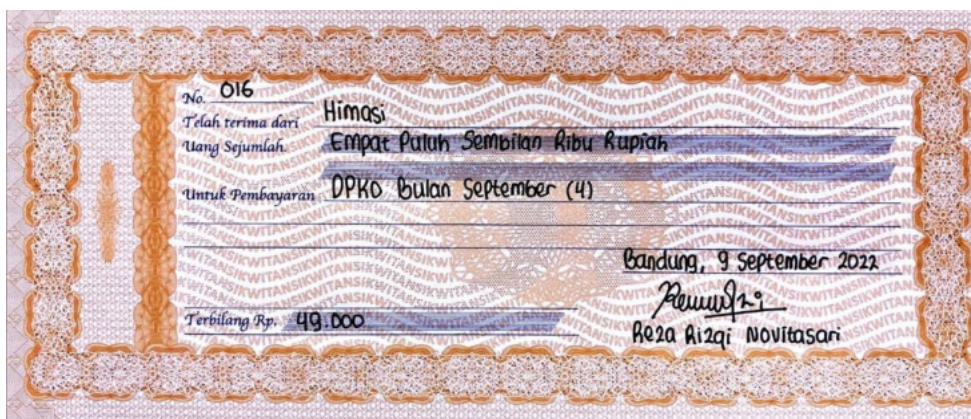 No. 016
Telah terima dari Himasi
Uang Sejumlah Empat Puluh Sembilan Ribu Rupiah
Untuk Pembayaran DPKO Bulan September (4)
Bandung, 9 September 2022
Terbilang Rp. 49.000
Reza Rizqi Novitasari